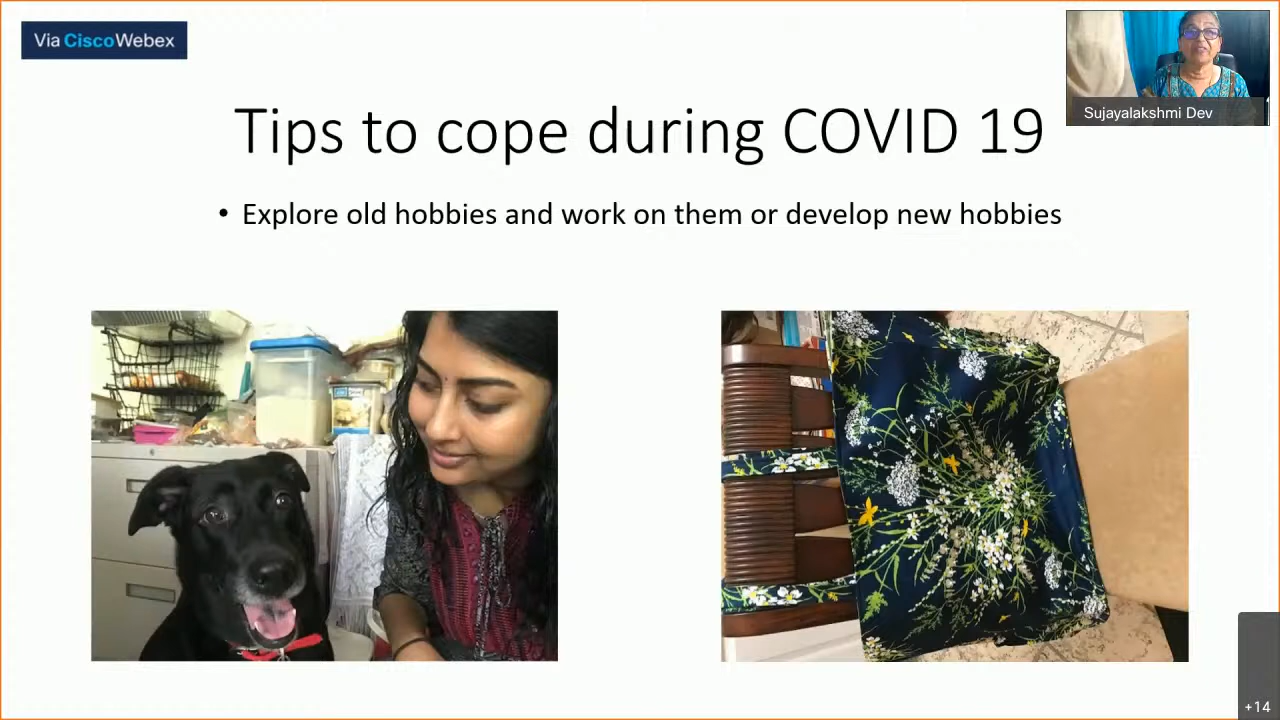 Via CiscoWebex
Sujayalakshmi Dev
Tips to cope during COVID 19
• Explore old hobbies and work on them or develop new hobbies
+14